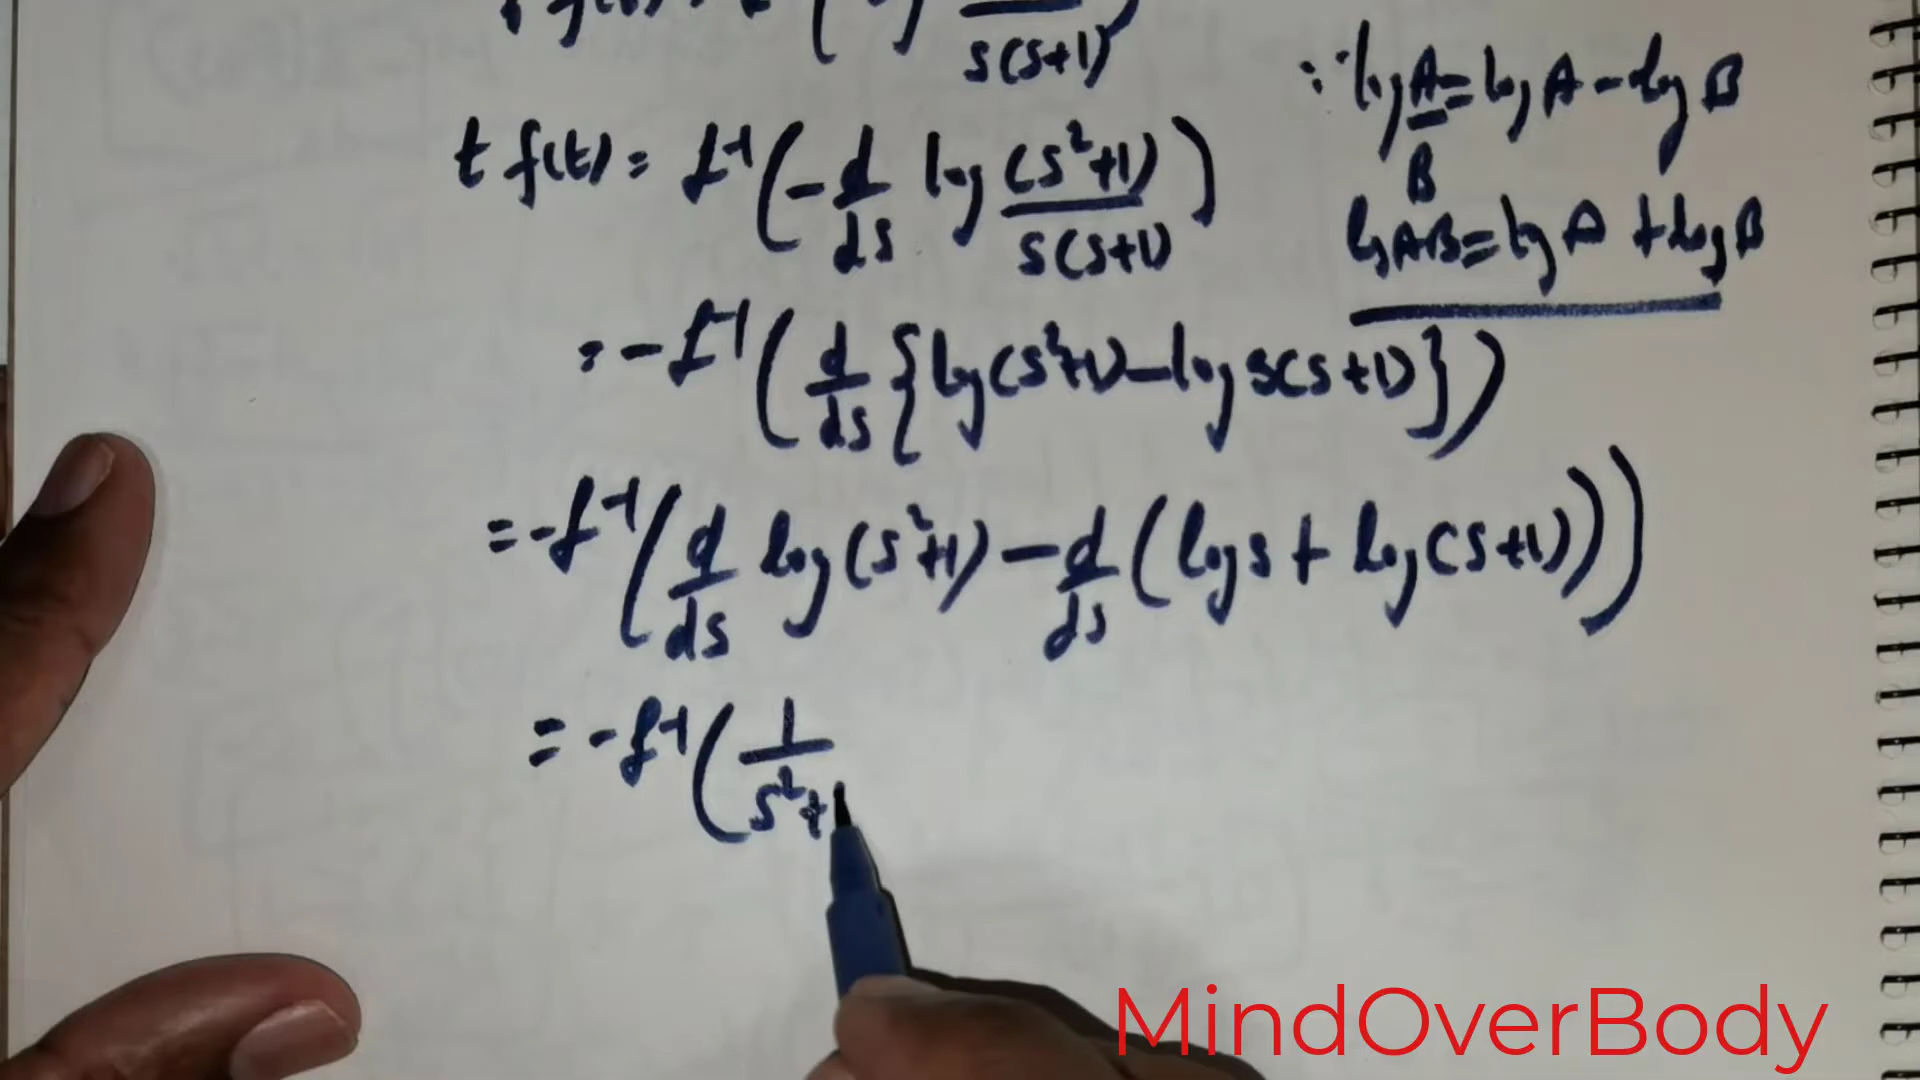 s(s+1)
∵ log A/B = log A - log B
t f(t) = L⁻¹(-d/ds log (s²+1)/s(s+1))
log AB = log A + log B
= -L⁻¹(d/ds {log(s²+1) - log s(s+1)})
= -L⁻¹(d/ds log(s²+1) - d/ds (log s + log(s+1)))
= -L⁻¹(1/s²+1
MindOverBody